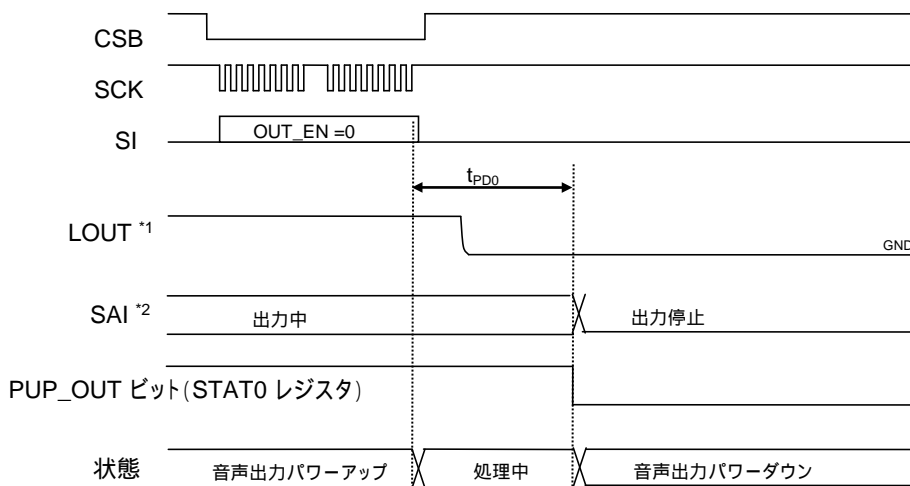 CSB
SCK
SI
OUT_EN =0
tPD0
LOUT *1
GND
SAI *2
出力中
出力停止
PUP_OUT ビット(STAT0 レジスタ)
状態
音声出力パワーアップ
処理中
音声出力パワーダウン